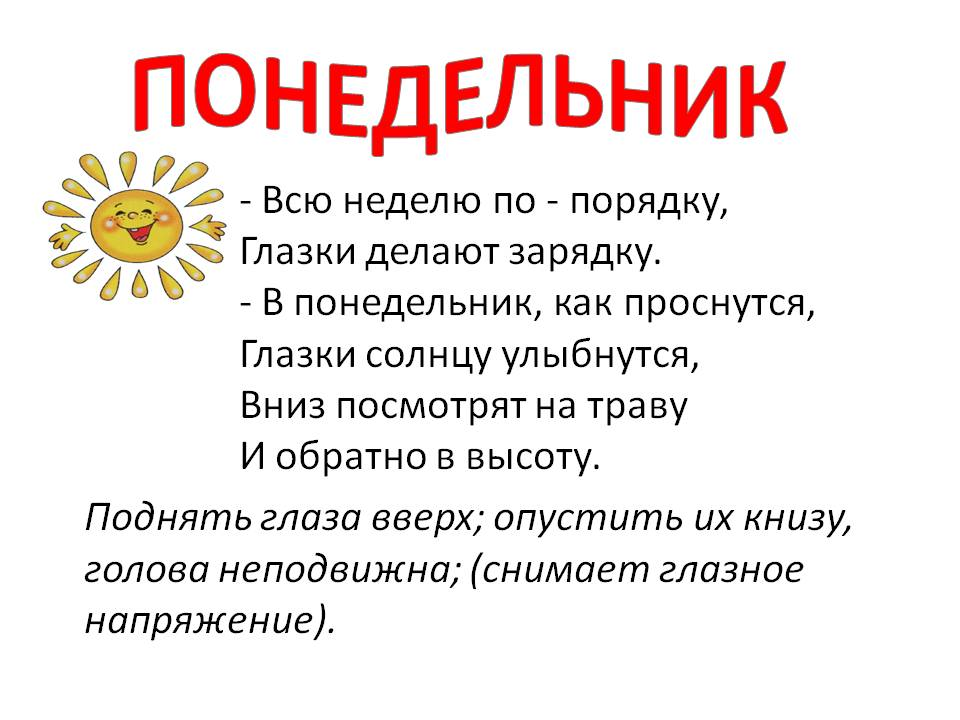 ПОНЕДЕЛЬНИК
- Всю неделю по - порядку,
Глазки делают зарядку.
- В понедельник, как проснутся,
Глазки солнцу улыбнутся,
Вниз посмотрят на траву
И обратно в высоту.
Поднять глаза вверх; опустить их книзу,
голова неподвижна; (снимает глазное
напряжение).